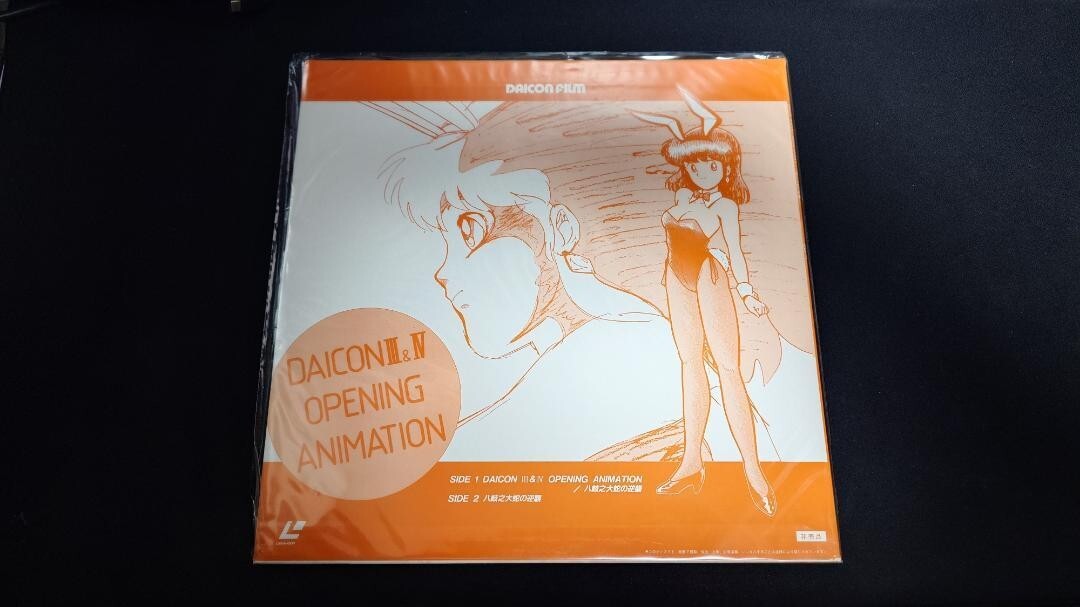 DAICON FILM
DAICON Ⅲ & Ⅳ
OPENING
ANIMATION
SIDE 1 DAICON Ⅲ&Ⅳ OPENING ANIMATION
/ 八岐之大蛇の逆襲
SIDE 2 八岐之大蛇の逆襲
非売品